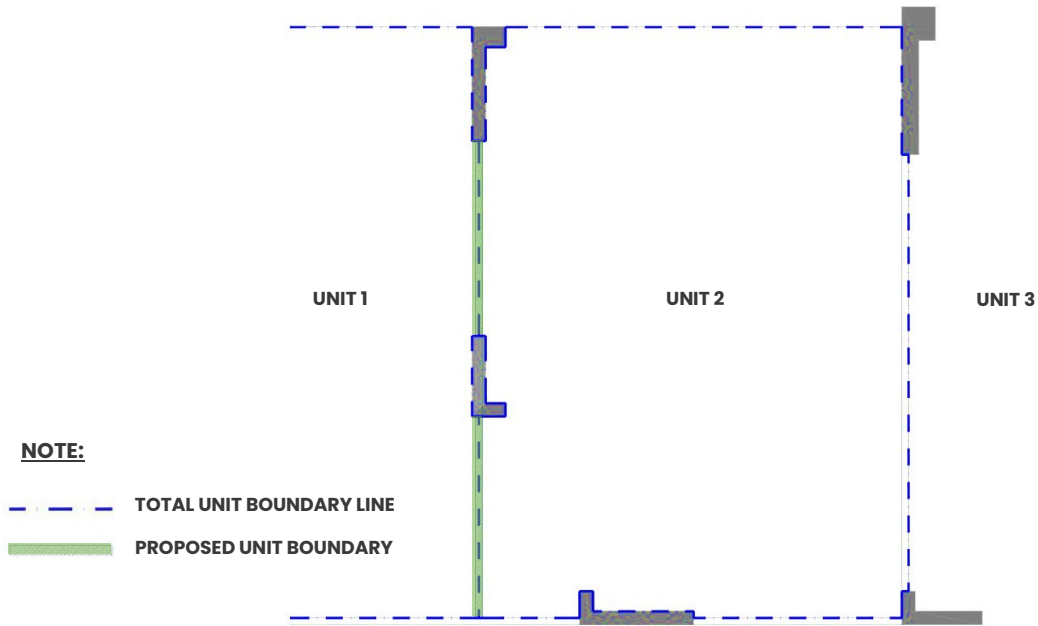 UNIT 1
UNIT 2
UNIT 3
NOTE:
TOTAL UNIT BOUNDARY LINE
PROPOSED UNIT BOUNDARY